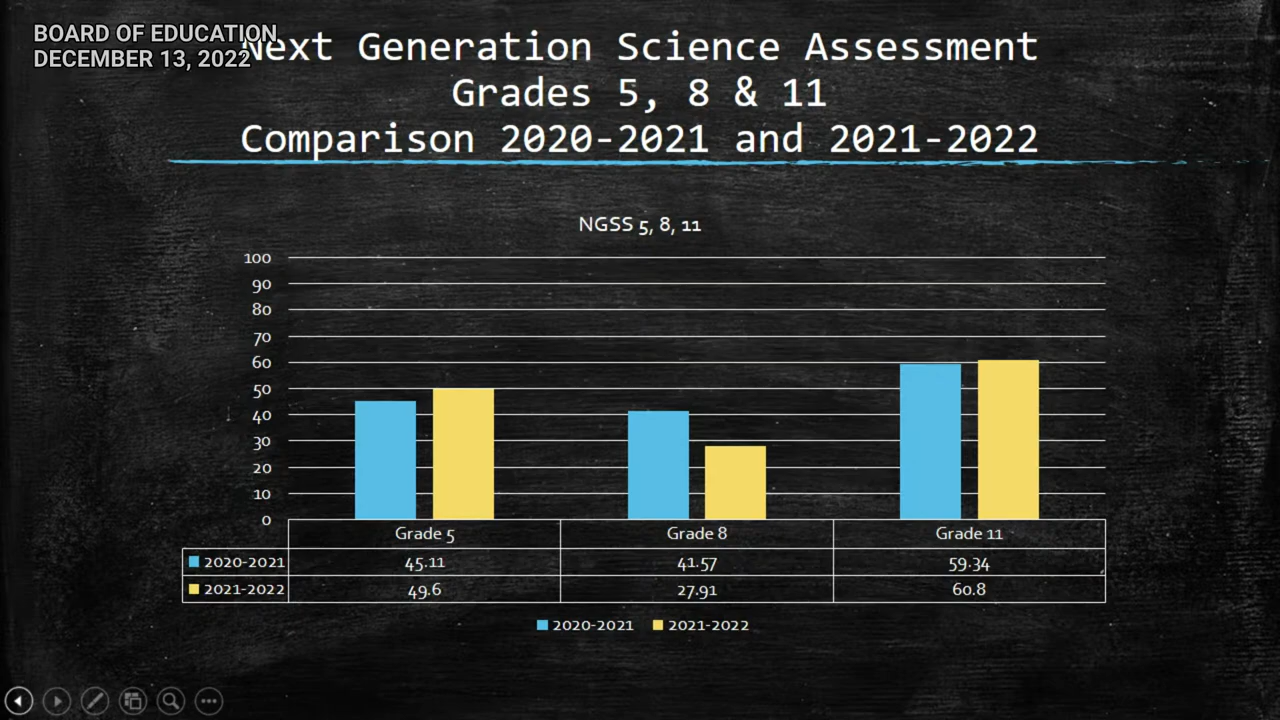 BOARD OF EDUCATION
DECEMBER 13, 2022
Next Generation Science Assessment
Grades 5, 8 & 11
Comparison 2020-2021 and 2021-2022
NGSS 5, 8, 11
100
90
80
70
60
50
40
30
20
10
0
Grade 5 Grade 8 Grade 11
2020-2021 45.11 41.57 59.34
2021-2022 49.6 27.91 60.8
2020-2021 2021-2022